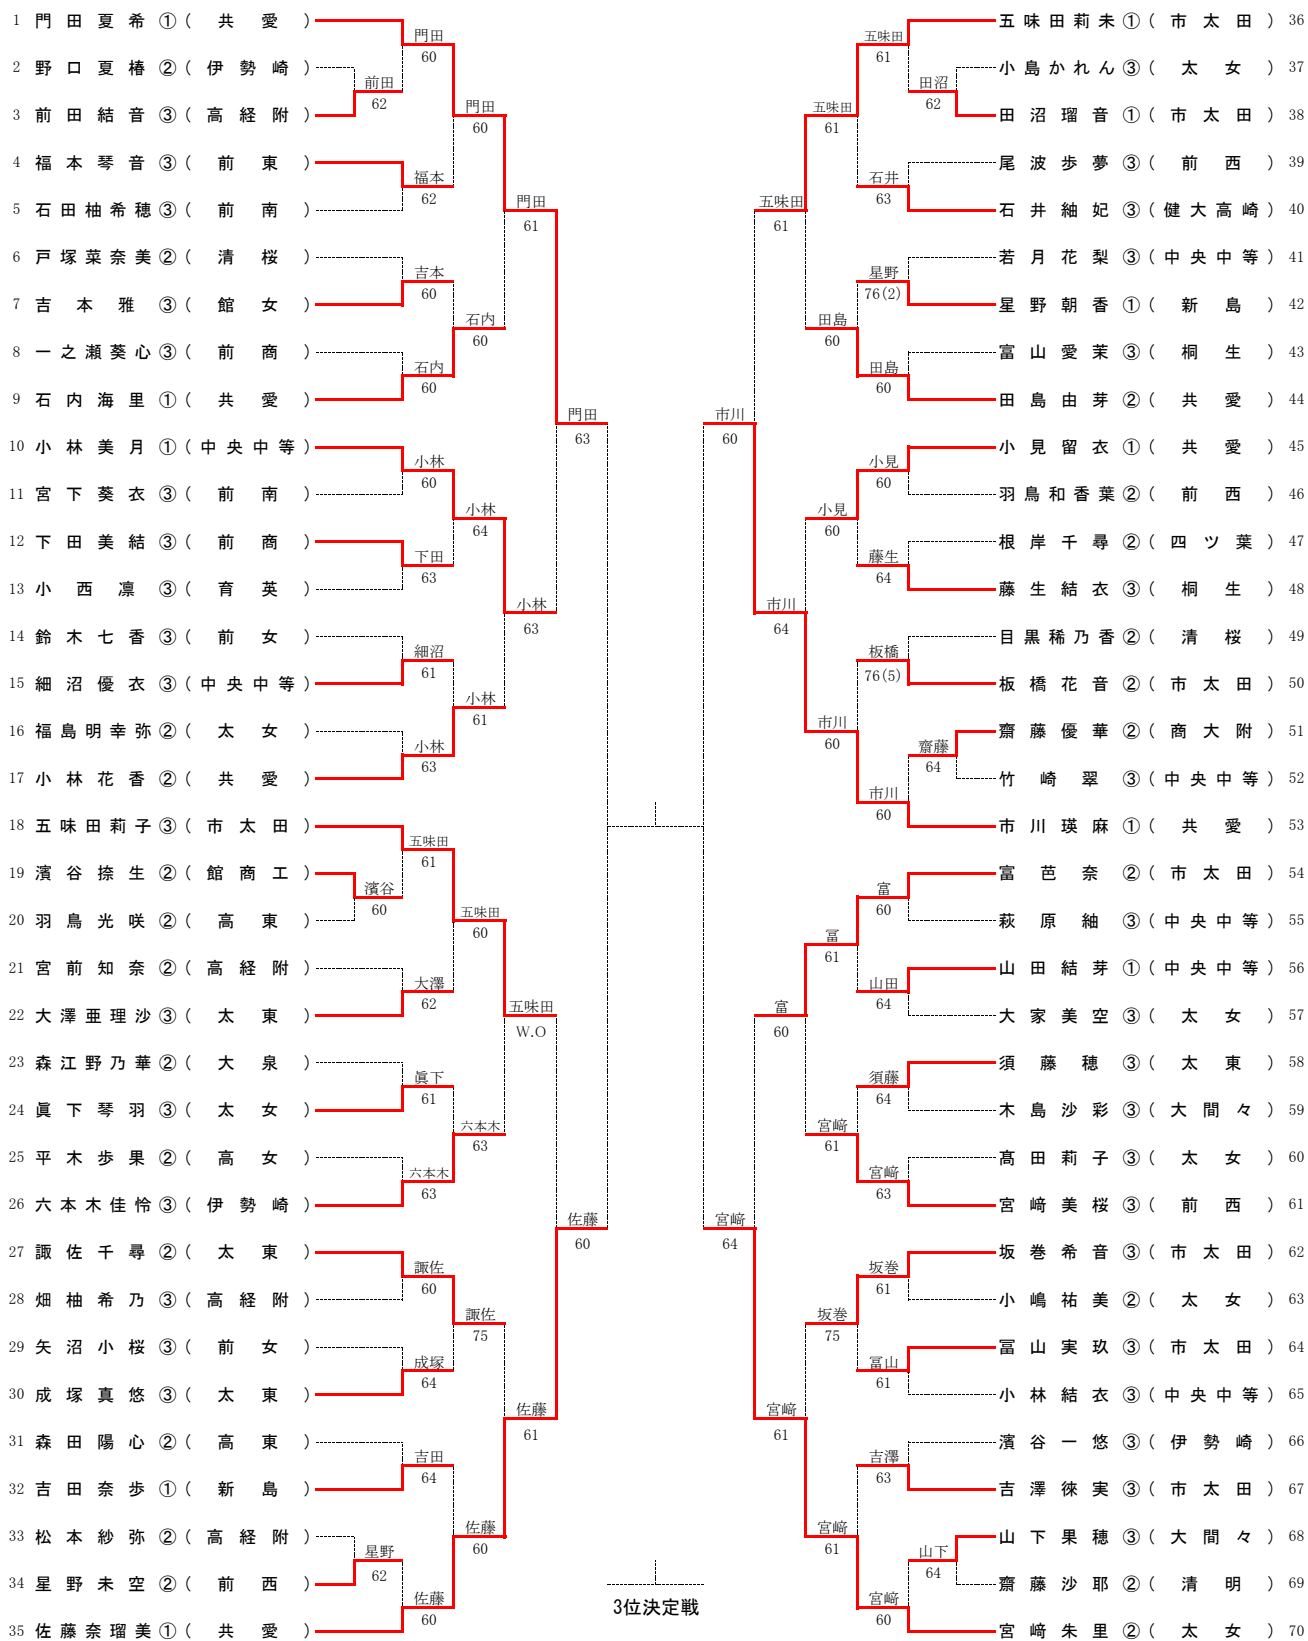 1 門田夏希 ① ( 共愛 )
2 野口夏椿 ② ( 伊勢崎 )
3 前田結音 ③ ( 高経附 )
4 福本琴音 ③ ( 前東 )
5 石田柚希穂 ③ ( 前南 )
6 戸塚菜奈美 ② ( 清桜 )
7 吉本雅 ③ ( 館女 )
8 一之瀬葵心 ③ ( 前商 )
9 石内海里 ① ( 共愛 )
10 小林美月 ① ( 中央中等 )
11 宮下葵衣 ③ ( 前南 )
12 下田美結 ③ ( 前商 )
13 小西凛 ③ ( 育英 )
14 鈴木七香 ③ ( 前女 )
15 細沼優衣 ③ ( 中央中等 )
16 福島明幸弥 ② ( 太女 )
17 小林花香 ② ( 共愛 )
18 五味田莉子 ③ ( 市太田 )
19 濱谷捺生 ② ( 館商工 )
20 羽鳥光咲 ② ( 高東 )
21 宮前知奈 ② ( 高経附 )
22 大澤亜理沙 ③ ( 太東 )
23 森江野乃華 ② ( 大泉 )
24 眞下琴羽 ③ ( 太女 )
25 平木歩果 ② ( 高女 )
26 六本木佳怜 ③ ( 伊勢崎 )
27 諏佐千尋 ② ( 太東 )
28 畑柚希乃 ③ ( 高経附 )
29 矢沼小桜 ③ ( 前女 )
30 成塚真悠 ③ ( 太東 )
31 森田陽心 ② ( 高東 )
32 吉田奈歩 ① ( 新島 )
33 松本紗弥 ② ( 高経附 )
34 星野未空 ② ( 前西 )
35 佐藤奈瑠美 ① ( 共愛 )
前田
62
濱谷
60
星野
62
門田
60
福本
62
吉本
60
石内
60
小林
60
下田
63
細沼
61
小林
63
五味田
61
大澤
62
眞下
61
六本木
63
諏佐
60
成塚
64
吉田
64
佐藤
60
門田
60
石内
60
小林
64
小林
61
五味田
60
六本木
63
諏佐
75
佐藤
60
門田
61
小林
63
五味田
W.O
佐藤
61
門田
63
佐藤
60
3位決定戦
市川
60
宮﨑
64
五味田
61
市川
64
富
60
宮﨑
61
五味田
61
田島
60
小見
60
市川
60
冨
61
宮﨑
61
坂巻
75
宮﨑
61
五味田
61
石井
63
星野
76(2)
田島
60
小見
60
藤生
64
板橋
76(5)
市川
60
富
60
山田
64
須藤
64
宮﨑
63
坂巻
61
冨山
61
吉澤
63
宮﨑
60
田沼
62
齋藤
64
山下
64
五味田莉未 ① ( 市太田 ) 36
小島かれん ③ ( 太女 ) 37
田沼瑠音 ① ( 市太田 ) 38
尾波歩夢 ③ ( 前西 ) 39
石井紬妃 ③ ( 健大高崎 ) 40
若月花梨 ③ ( 中央中等 ) 41
星野朝香 ① ( 新島 ) 42
富山愛茉 ③ ( 桐生 ) 43
田島由芽 ② ( 共愛 ) 44
小見留衣 ① ( 共愛 ) 45
羽鳥和香葉 ② ( 前西 ) 46
根岸千尋 ② ( 四ツ葉 ) 47
藤生結衣 ③ ( 桐生 ) 48
目黒稀乃香 ② ( 清桜 ) 49
板橋花音 ② ( 市太田 ) 50
齋藤優華 ② ( 商大附 ) 51
竹崎翠 ③ ( 中央中等 ) 52
市川瑛麻 ① ( 共愛 ) 53
富芭奈 ② ( 市太田 ) 54
萩原紬 ③ ( 中央中等 ) 55
山田結芽 ① ( 中央中等 ) 56
大家美空 ③ ( 太女 ) 57
須藤穂 ③ ( 太東 ) 58
木島沙彩 ③ ( 大間々 ) 59
髙田莉子 ③ ( 太女 ) 60
宮﨑美桜 ③ ( 前西 ) 61
坂巻希音 ③ ( 市太田 ) 62
小嶋祐美 ② ( 太女 ) 63
冨山実玖 ③ ( 市太田 ) 64
小林結衣 ③ ( 中央中等 ) 65
濱谷一悠 ③ ( 伊勢崎 ) 66
吉澤徠実 ③ ( 市太田 ) 67
山下果穂 ③ ( 大間々 ) 68
齋藤沙耶 ② ( 清明 ) 69
宮﨑朱里 ② ( 太女 ) 70